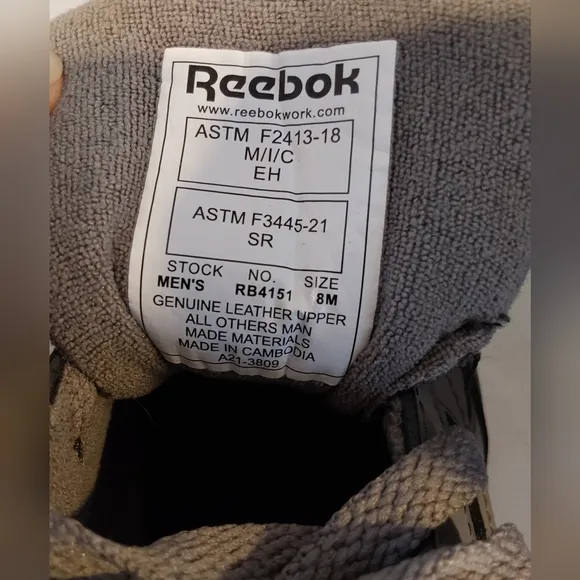 Reebok
www.reebokwork.com
ASTM F2413-18
M/I/C
EH
ASTM F3445-21
SR
STOCK NO. SIZE
MEN'S RB4151 8M
GENUINE LEATHER UPPER
ALL OTHERS MAN
MADE MATERIALS
MADE IN CAMBODIA
A21-3809